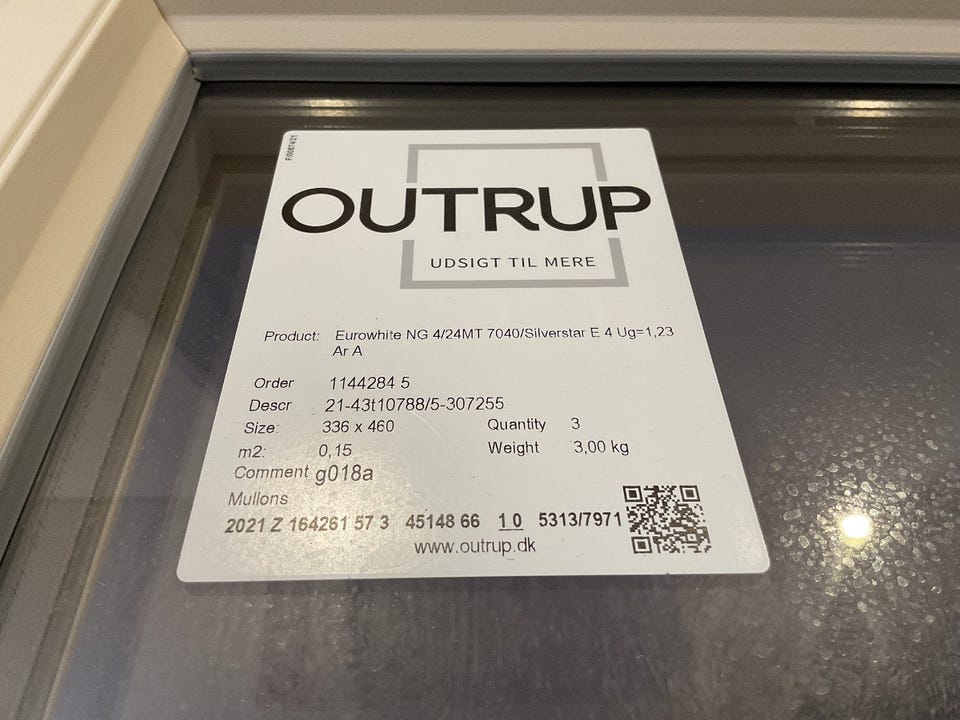 FI00874/21
OUTRUP
UDSIGT TIL MERE
Product: Eurowhite NG 4/24MT 7040/Silverstar E 4 Ug=1,23
Ar A
Order 1144284 5
Descr 21-43t10788/5-307255
Size: 336 x 460 Quantity 3
m2: 0,15 Weight 3,00 kg
Comment g018a
Mullons
2021 Z 164261 57 3 45148 66 1 0 5313/7971
www.outrup.dk